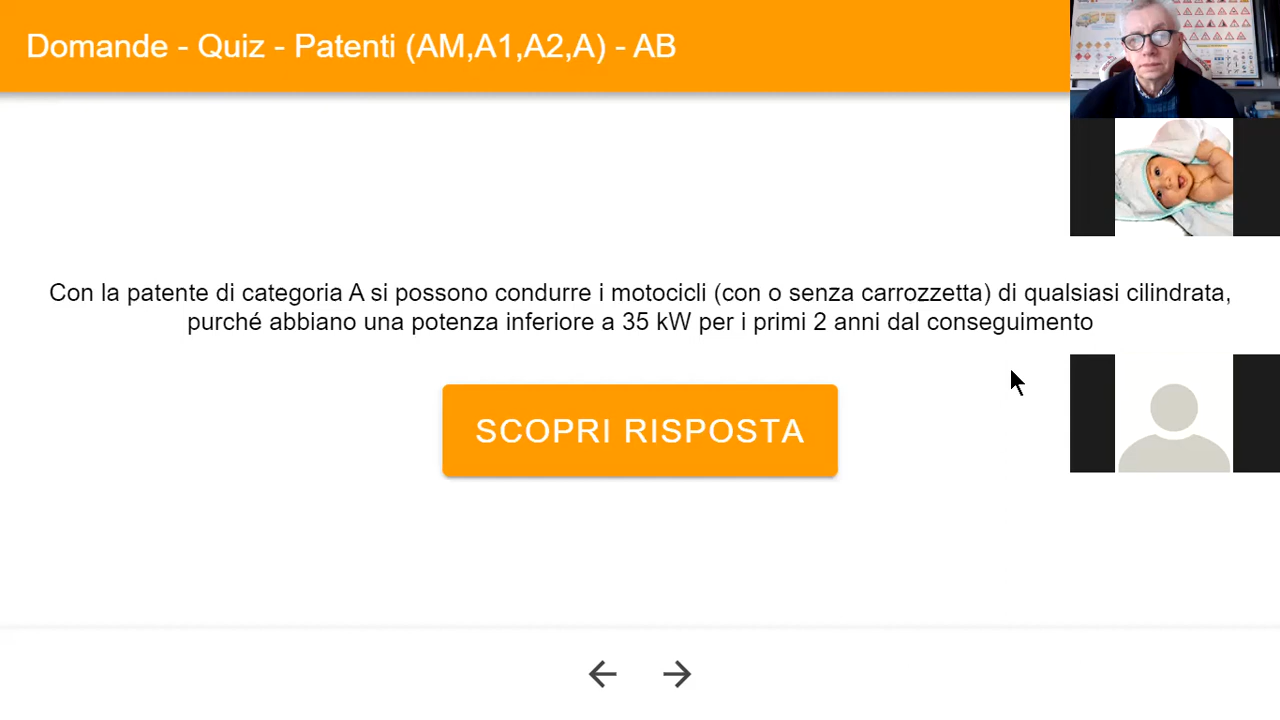 Domande - Quiz - Patenti (AM,A1,A2,A) - AB
Con la patente di categoria A si possono condurre i motocicli (con o senza carrozzetta) di qualsiasi cilindrata,
purché abbiano una potenza inferiore a 35 kW per i primi 2 anni dal conseguimento
SCOPRI RISPOSTA